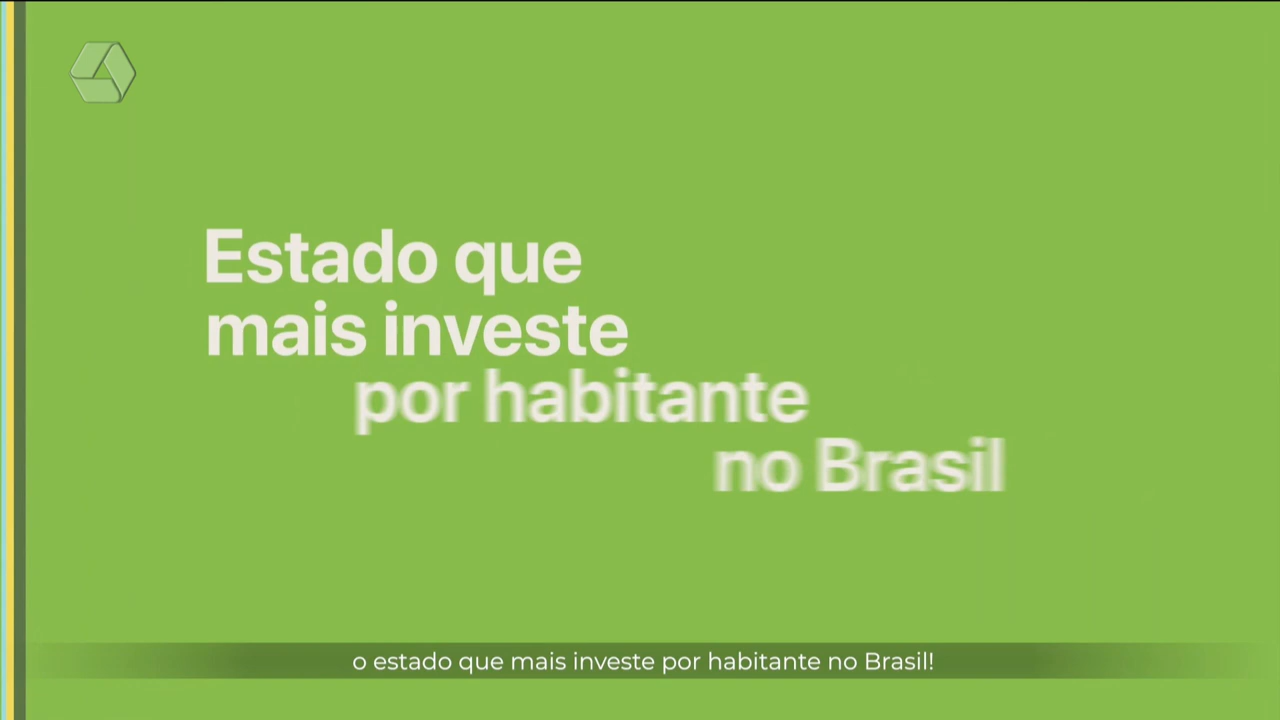 Estado que
mais investe
por habitante
no Brasil
o estado que mais investe por habitante no Brasil!